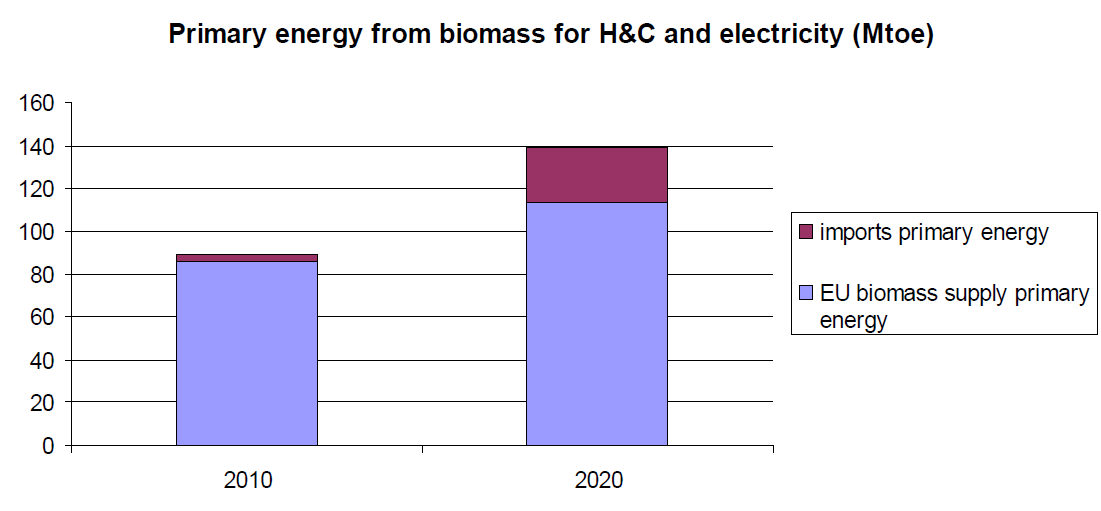 Primary energy from biomass for H&C and electricity (Mtoe)
160
140
120
100
80
60
40
20
0
2010
2020
imports primary energy
EU biomass supply primary
energy